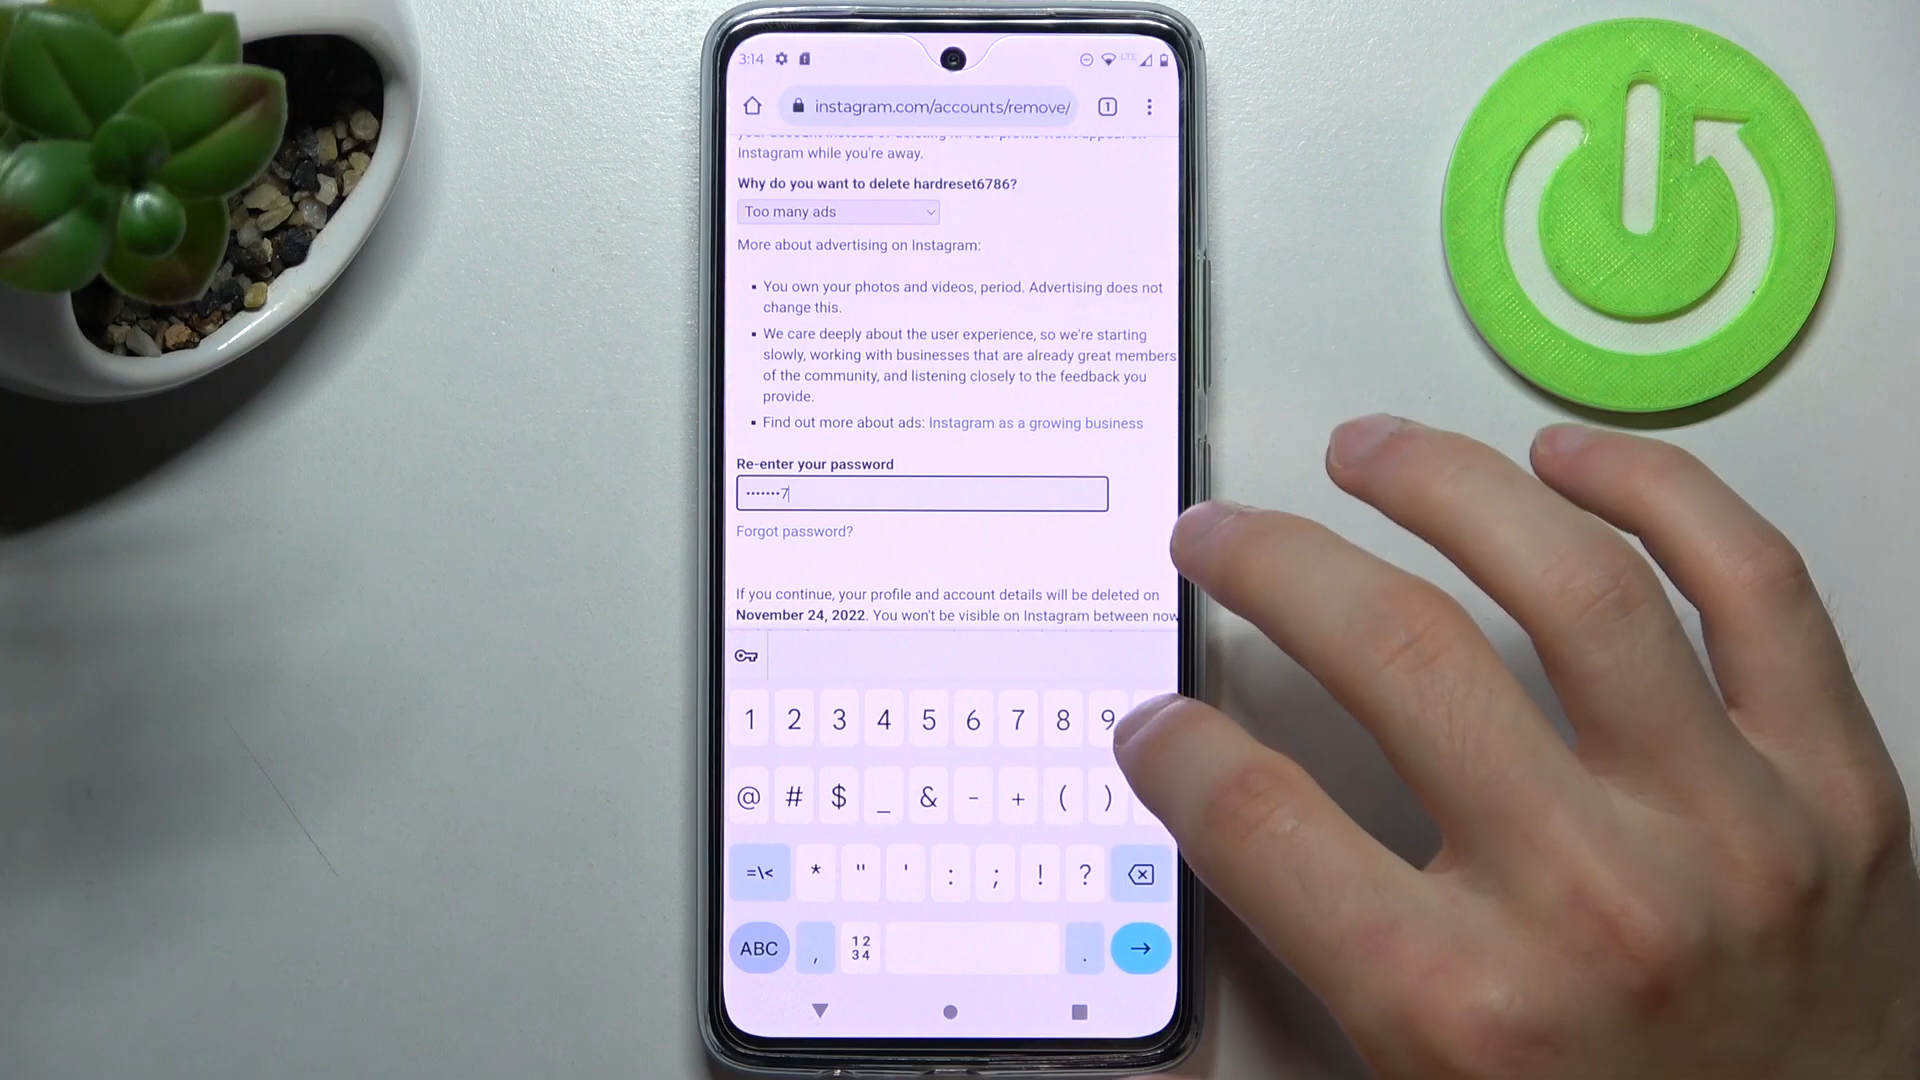 3:14 LTE
instagram.com/accounts/remove/ 1
Instagram while you're away.
Why do you want to delete hardreset6786?
Too many ads
More about advertising on Instagram:
▪ You own your photos and videos, period. Advertising does not
change this.
▪ We care deeply about the user experience, so we're starting
slowly, working with businesses that are already great members
of the community, and listening closely to the feedback you
provide.
▪ Find out more about ads: Instagram as a growing business
Re-enter your password
•••••••7
Forgot password?
If you continue, your profile and account details will be deleted on
November 24, 2022. You won't be visible on Instagram between now
1 2 3 4 5 6 7 8 9
@ # $ _ & - + ( )
=\< * " ' : ; ! ?
ABC , 12 .
34